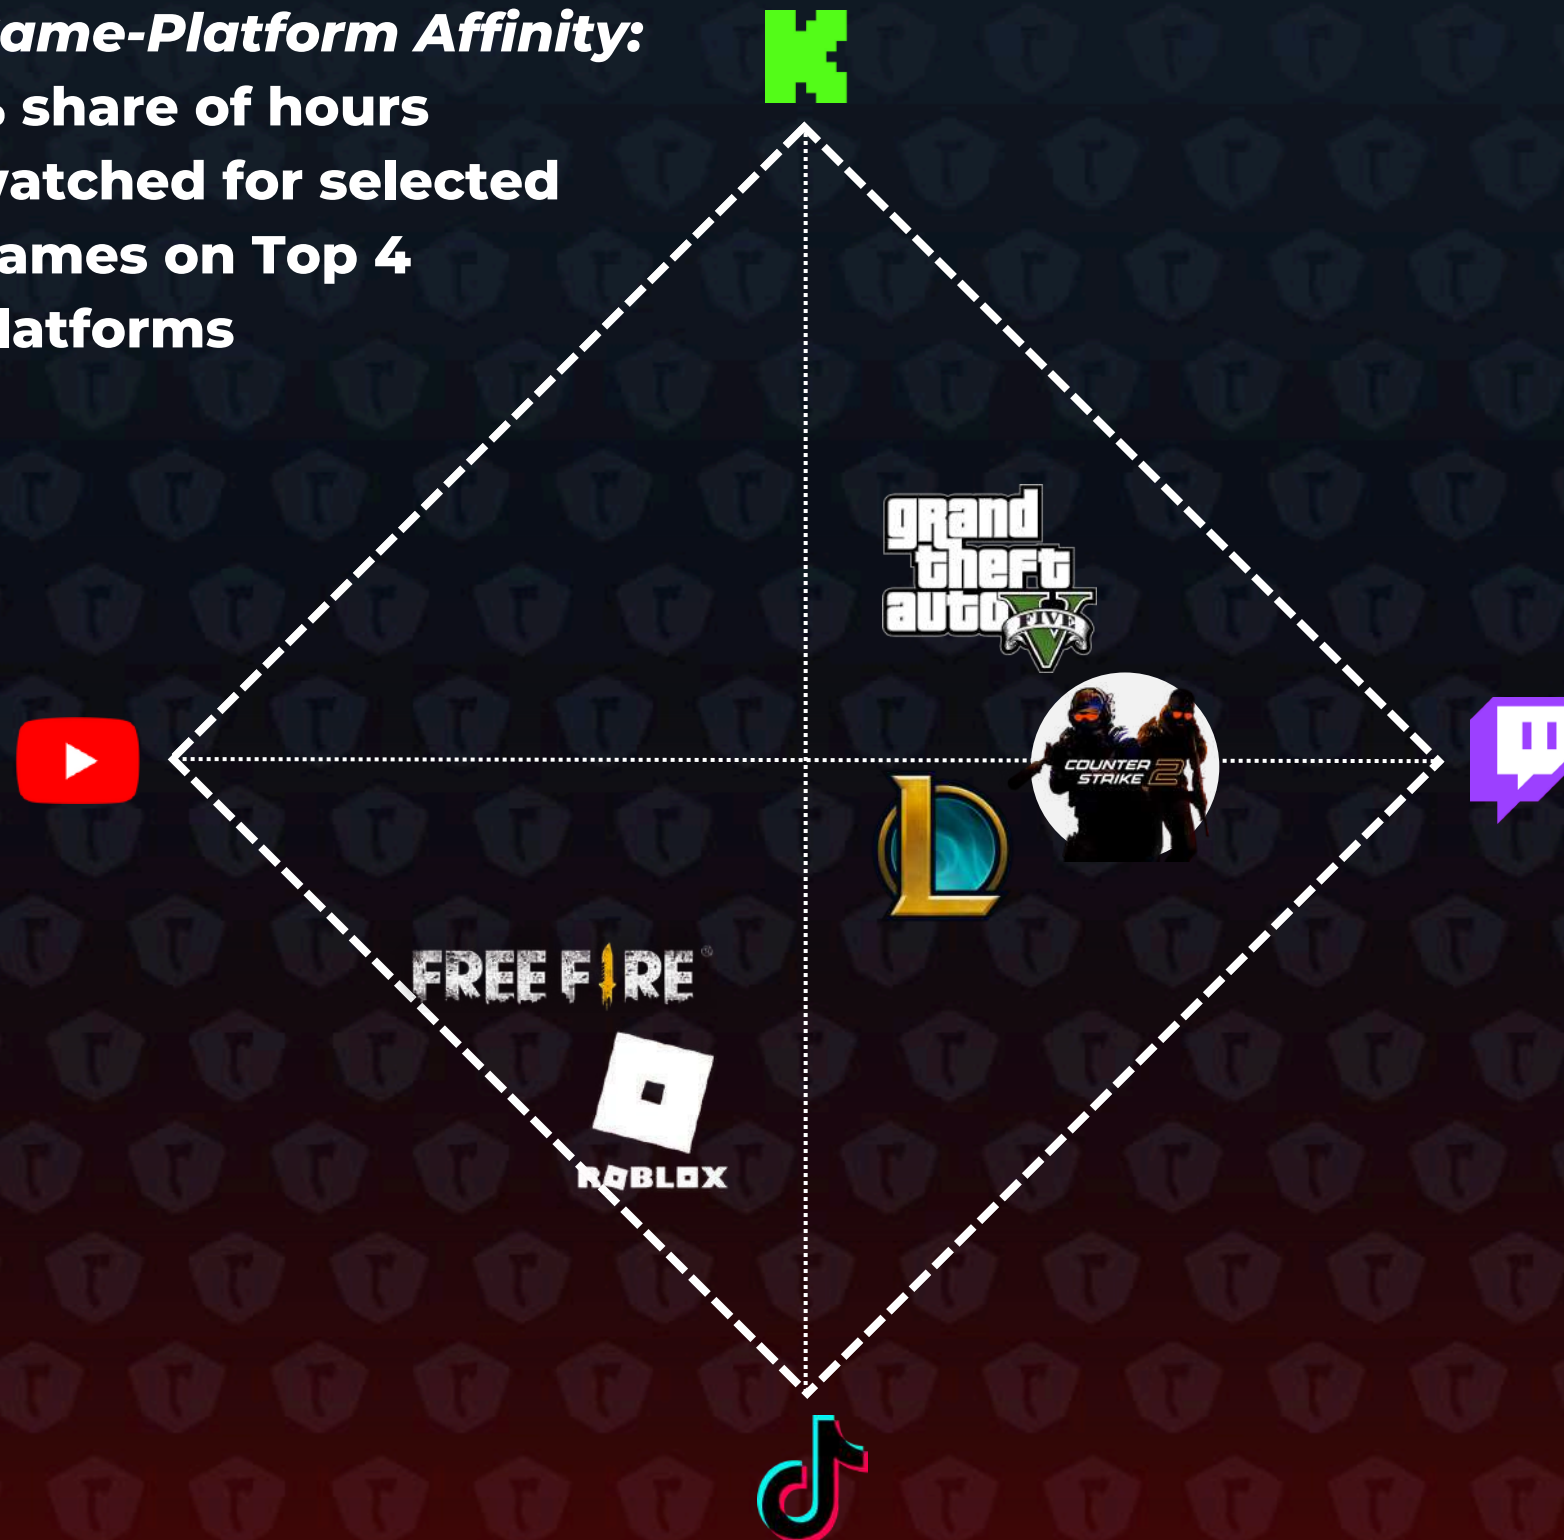 ame-Platform Affinity:
share of hours
atched for selected
ames on Top 4
latforms
grand
theft
auto
FIVE
COUNTER
STRIKE 2
FREE FIRE
ROBLOX